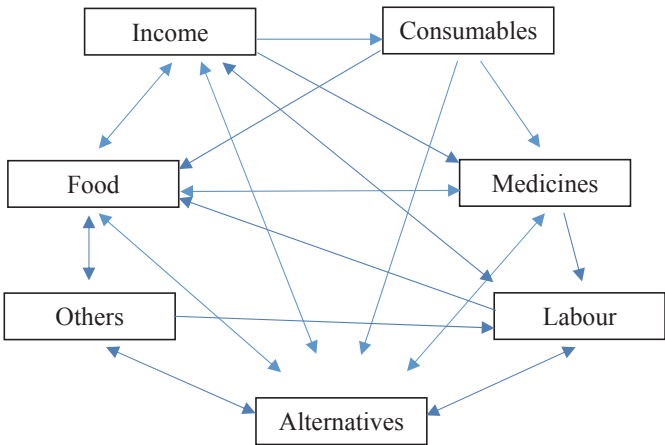 Income
Consumables
Food
Medicines
Others
Labour
Alternatives